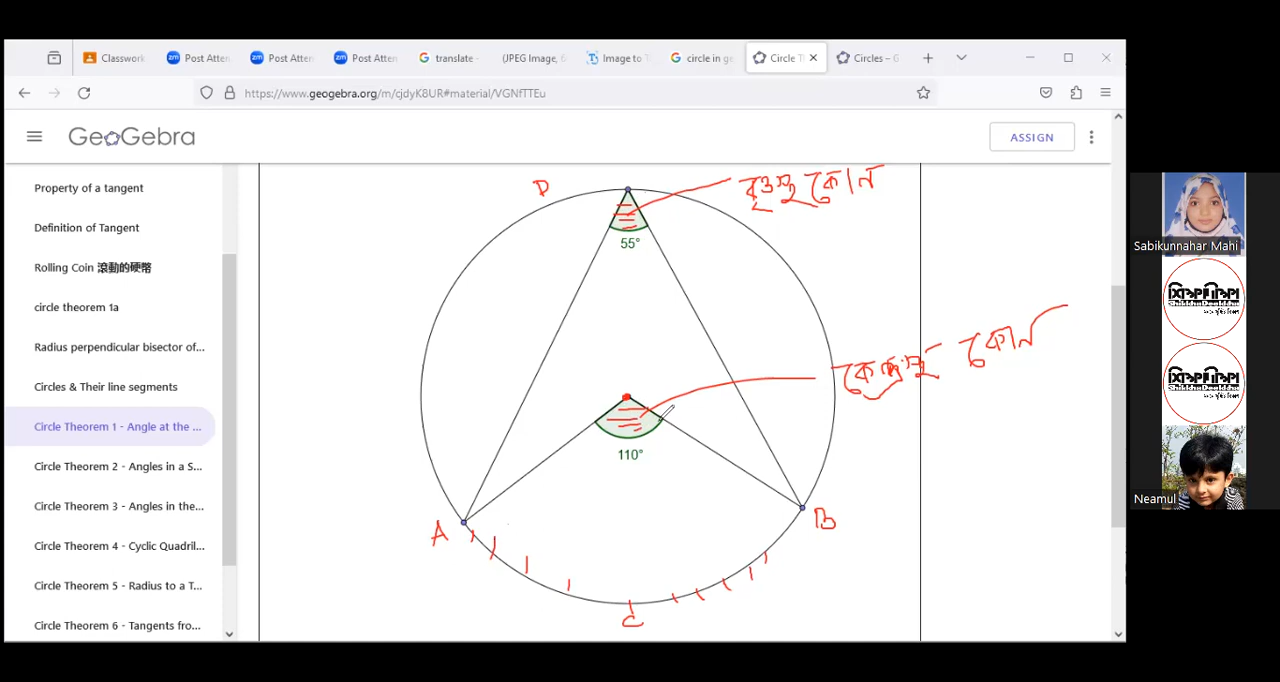 Classwork
Post Atten
Post Atten
Post Atten
translate -
(JPEG Image, 6
Image to T
circle in ge
Circle T
Circles – G
https://www.geogebra.org/m/cjdyK8UR#material/VGNfTTEu
GeoGebra
ASSIGN
Property of a tangent
Definition of Tangent
Rolling Coin 滾動的硬幣
circle theorem 1a
Radius perpendicular bisector of...
Circles & Their line segments
Circle Theorem 1 - Angle at the ...
Circle Theorem 2 - Angles in a S...
Circle Theorem 3 - Angles in the...
Circle Theorem 4 - Cyclic Quadril...
Circle Theorem 5 - Radius to a T...
Circle Theorem 6 - Tangents fro...
D
বৃত্তস্থ কোন
55°
কেন্দ্রস্থ কোন
110°
A
B
C
Sabikunnahar Mahi
Neamul